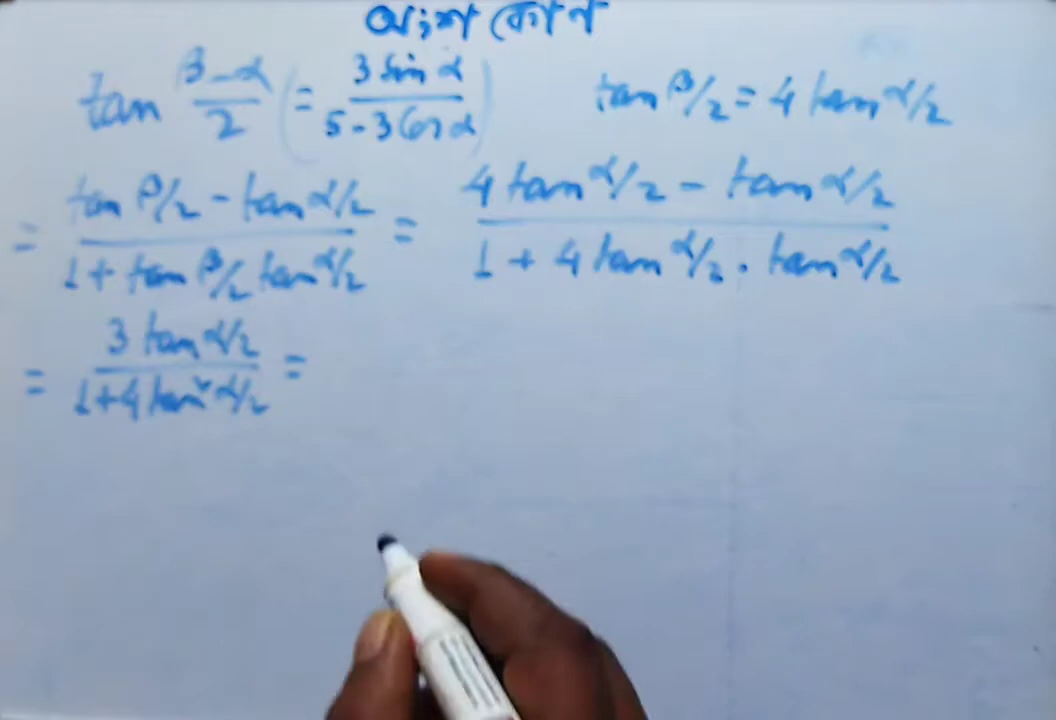 tan (β-α)/2 (= (3 sin α)/(5 - 3 Cos α)) tan β/2 = 4 tan α/2
= (tan β/2 - tan α/2)/(1 + tan β/2 tan α/2) = (4 tan α/2 - tan α/2)/(1 + 4 tan α/2 . tan α/2)
= (3 tan α/2)/(1+4 tan² α/2) =